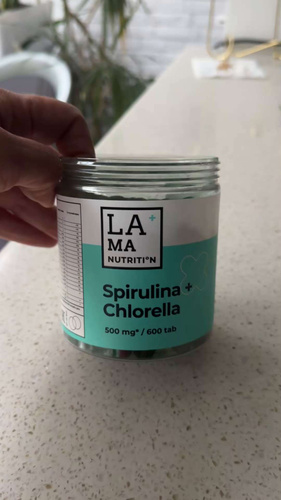 LA+
MA
NUTRITI°N
Spirulina +
Chlorella
500 mg* / 600 tab